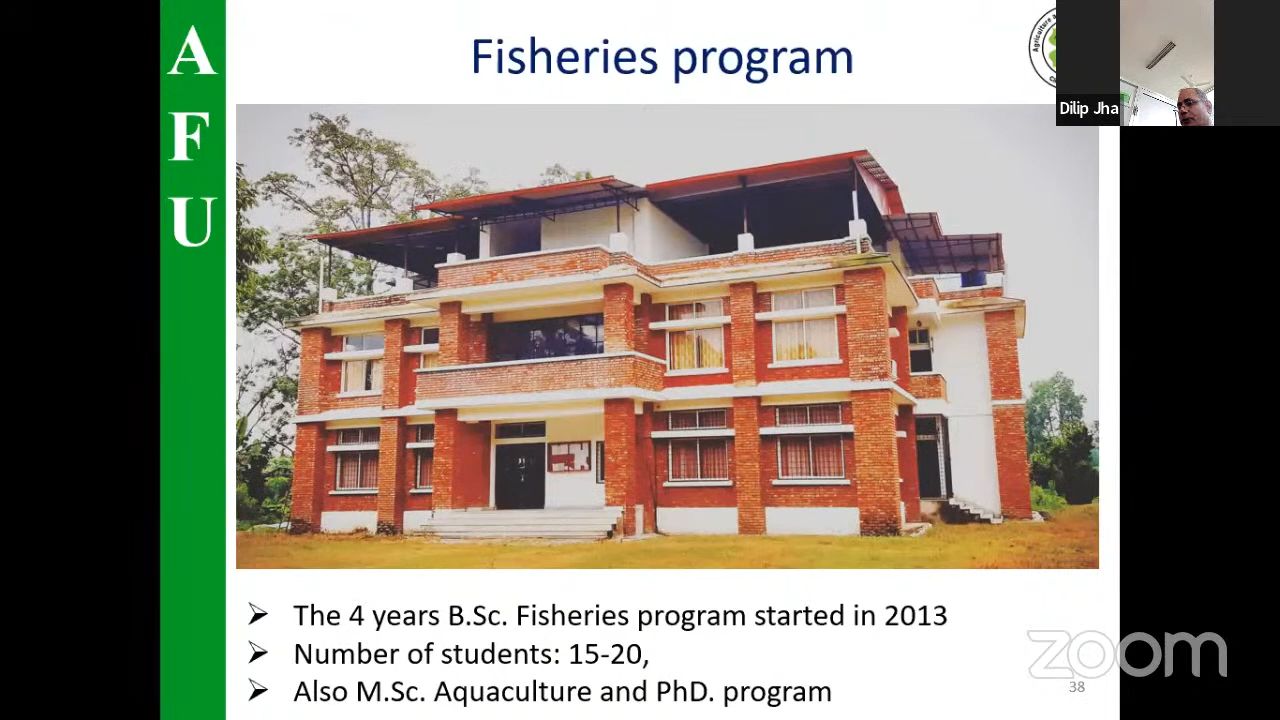 A
F
U
Fisheries program
Agriculture
Dilip Jha
The 4 years B.Sc. Fisheries program started in 2013
Number of students: 15-20,
Also M.Sc. Aquaculture and PhD. program
zoom
38